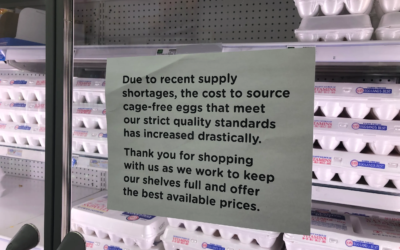 Due to recent supply
shortages, the cost to source
cage-free eggs that meet
our strict quality standards
has increased drastically.
Thank you for shopping
with us as we work to keep
our shelves full and offer
the best available prices.